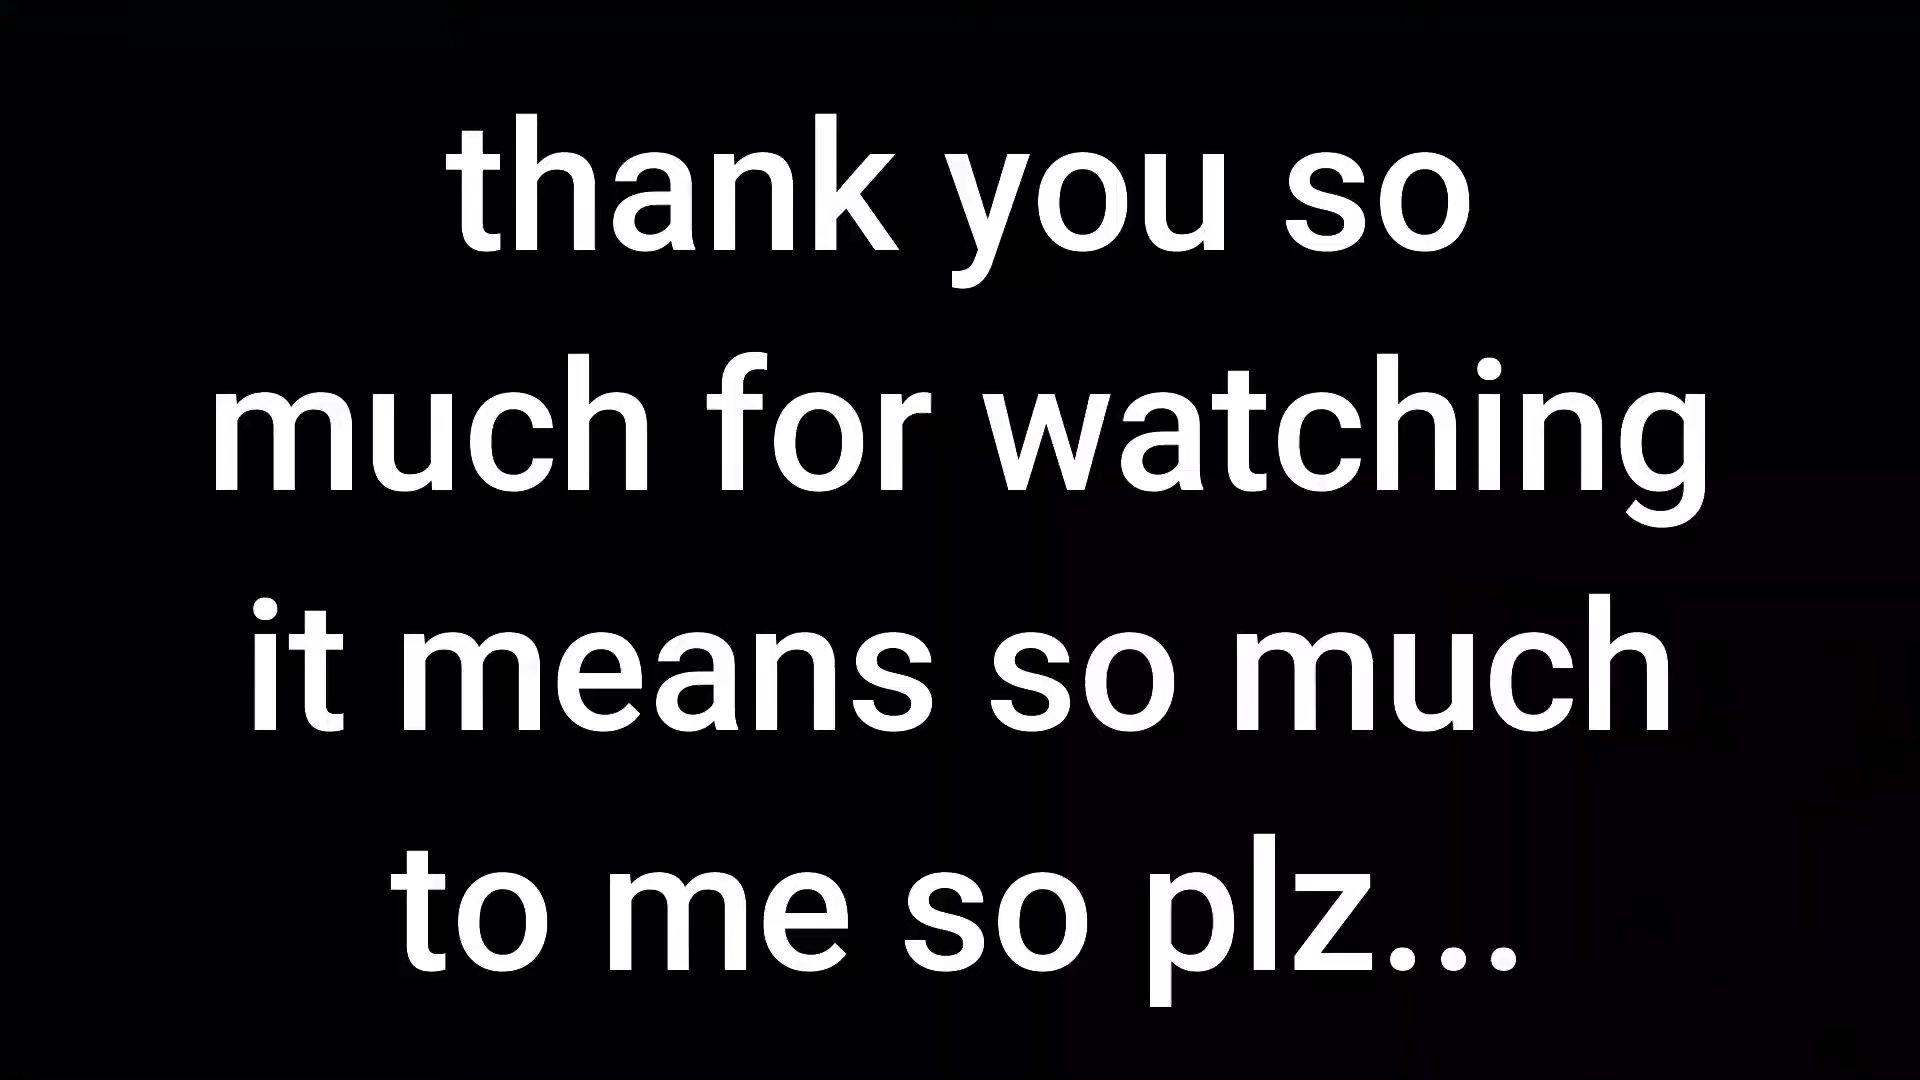 thank you so
much for watching
it means so much
to me so plz...